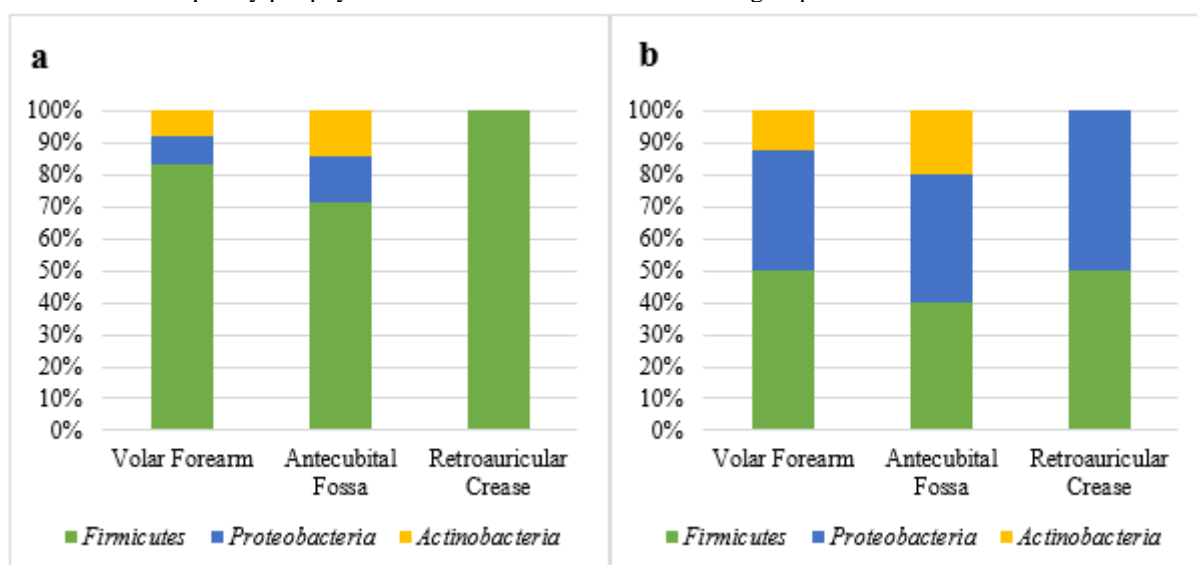 a
100%
90%
80%
70%
60%
50%
40%
30%
20%
10%
0%
Volar Forearm
Antecubital
Fossa
Retroauricular
Crease
Firmicutes
Proteobacteria
Actinobacteria
b
100%
90%
80%
70%
60%
50%
40%
30%
20%
10%
0%
Volar Forearm
Antecubital
Fossa
Retroauricular
Crease
Firmicutes
Proteobacteria
Actinobacteria